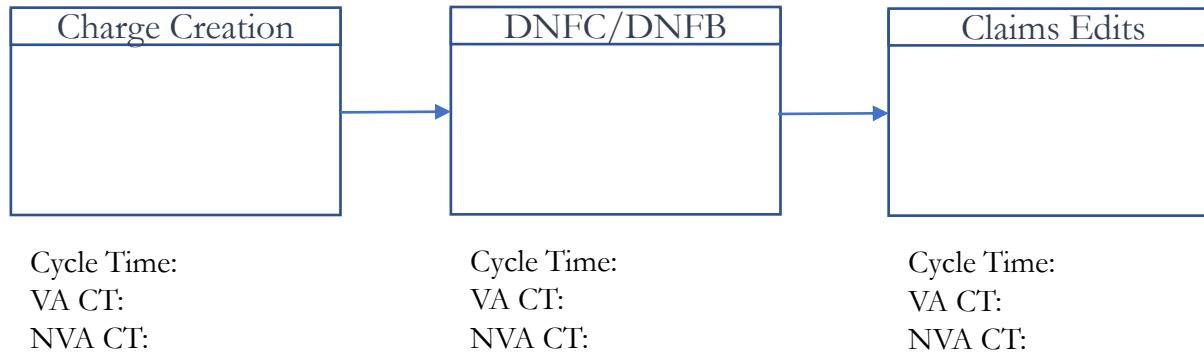 Charge Creation
DNFC/DNFB
Claims Edits
Cycle Time:
VA CT:
NVA CT:
Cycle Time:
VA CT:
NVA CT:
Cycle Time:
VA CT:
NVA CT: